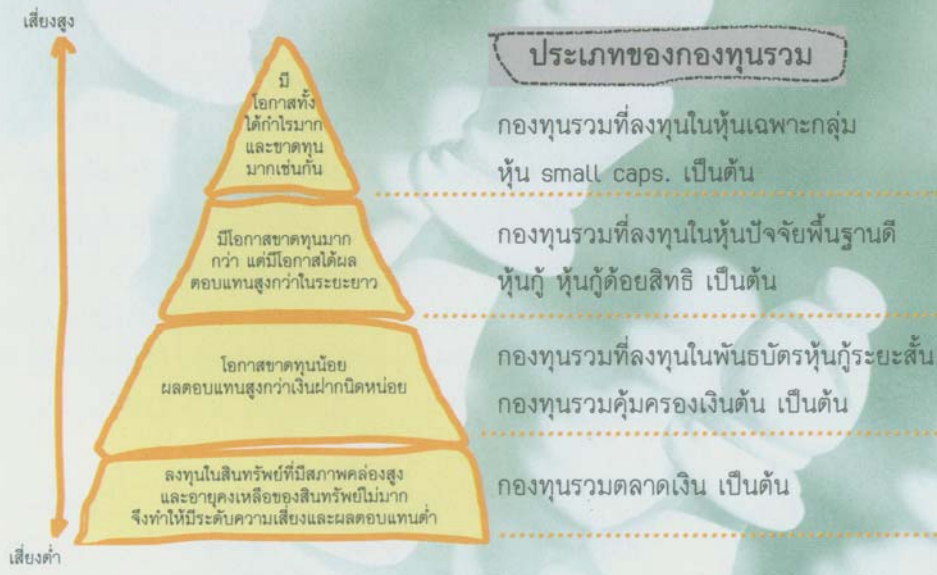 เสี่ยงสูง
ประเภทของกองทุนรวม
มี
โอกาสทั้ง
ได้กำไรมาก
และขาดทุน
มากเช่นกัน
กองทุนรวมที่ลงทุนในหุ้นเฉพาะกลุ่ม
หุ้น small caps. เป็นต้น
มีโอกาสขาดทุนมาก
กว่า แต่มีโอกาสได้ผล
ตอบแทนสูงกว่าในระยะยาว
กองทุนรวมที่ลงทุนในหุ้นปัจจัยพื้นฐานดี
หุ้นกู้ หุ้นกู้ด้อยสิทธิ เป็นต้น
โอกาสขาดทุนน้อย
ผลตอบแทนสูงกว่าเงินฝากนิดหน่อย
กองทุนรวมที่ลงทุนในพันธบัตรหุ้นกู้ระยะสั้น
กองทุนรวมคุ้มครองเงินต้น เป็นต้น
ลงทุนในสินทรัพย์ที่มีสภาพคล่องสูง
และอายุคงเหลือของสินทรัพย์ไม่มาก
จึงทำให้มีระดับความเสี่ยงและผลตอบแทนต่ำ
กองทุนรวมตลาดเงิน เป็นต้น
เสี่ยงต่ำ